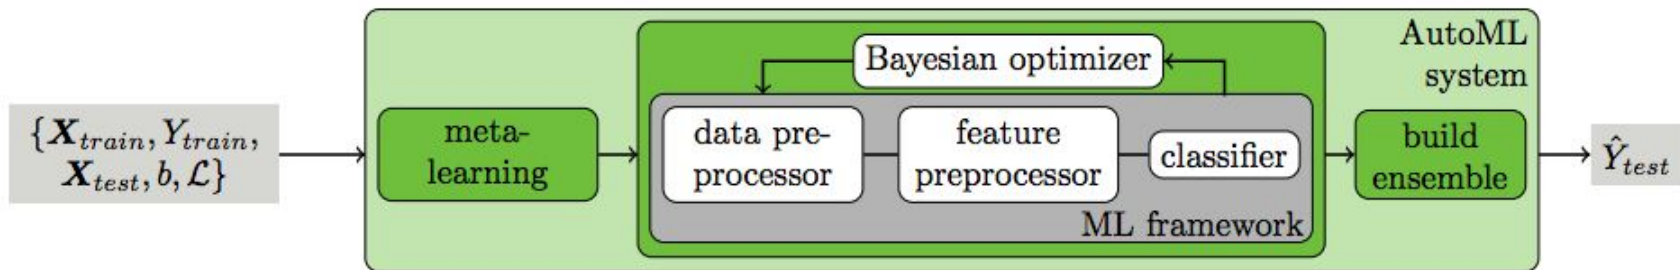 {X_train, Y_train,
X_test, b, ℒ}
meta-
learning
Bayesian optimizer
data pre-
processor
feature
preprocessor
classifier
ML framework
AutoML
system
build
ensemble
Ŷ_test